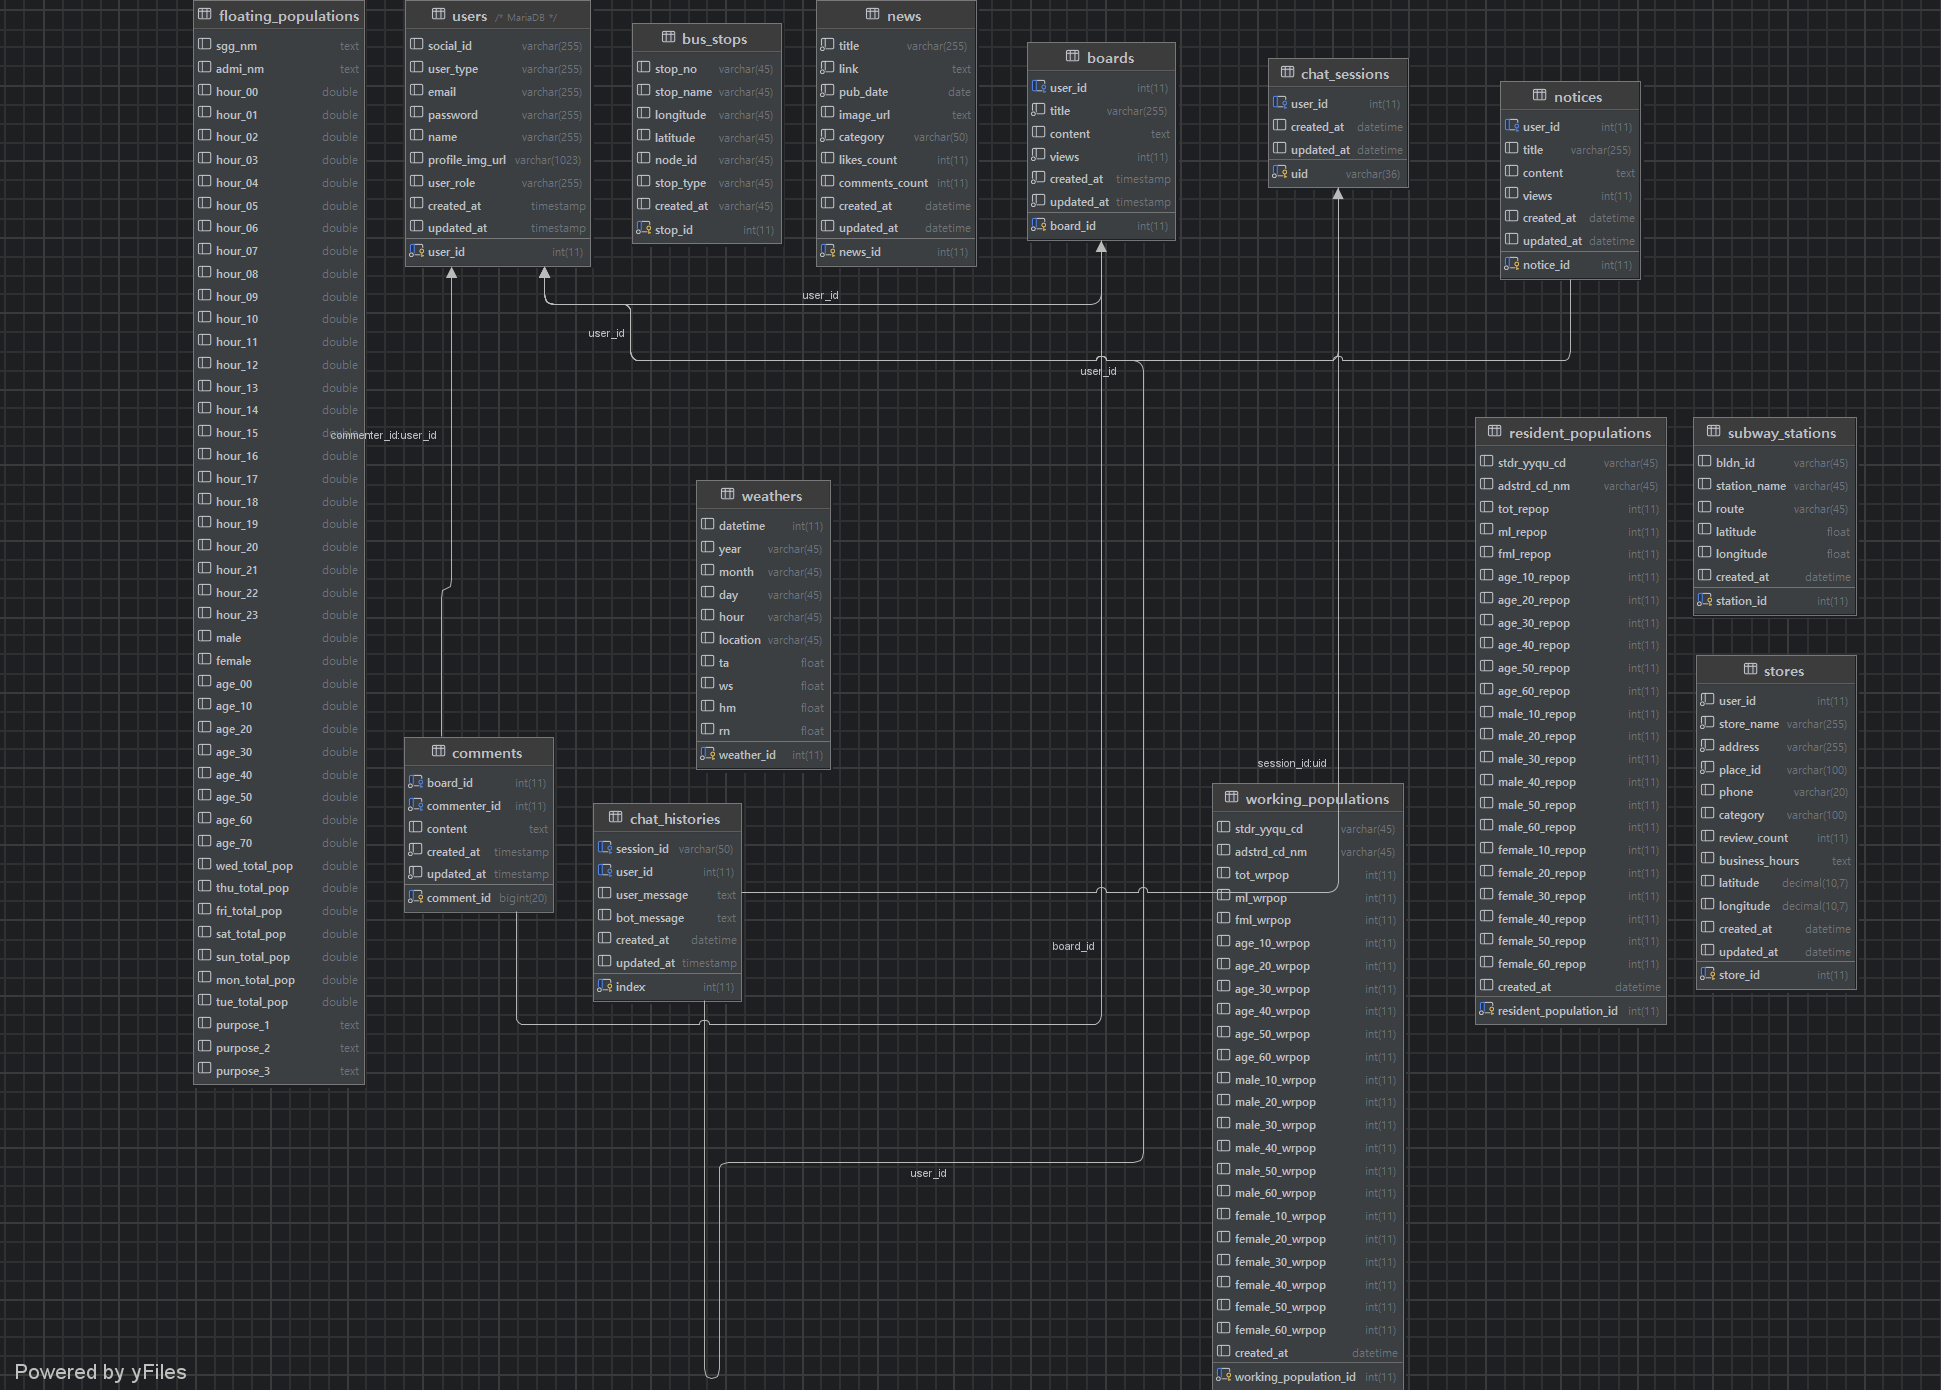 floating_populations
sgg_nm text
admi_nm text
hour_00 double
hour_01 double
hour_02 double
hour_03 double
hour_04 double
hour_05 double
hour_06 double
hour_07 double
hour_08 double
hour_09 double
hour_10 double
hour_11 double
hour_12 double
hour_13 double
hour_14 double
hour_15 double
hour_16 double
hour_17 double
hour_18 double
hour_19 double
hour_20 double
hour_21 double
hour_22 double
hour_23 double
male double
female double
age_00 double
age_10 double
age_20 double
age_30 double
age_40 double
age_50 double
age_60 double
age_70 double
wed_total_pop double
thu_total_pop double
fri_total_pop double
sat_total_pop double
sun_total_pop double
mon_total_pop double
tue_total_pop double
purpose_1 text
purpose_2 text
purpose_3 text
users /* MariaDB */
social_id varchar(255)
user_type varchar(255)
email varchar(255)
password varchar(255)
name varchar(255)
profile_img_url varchar(1023)
user_role varchar(255)
created_at timestamp
updated_at timestamp
user_id int(11)
bus_stops
stop_no varchar(45)
stop_name varchar(45)
longitude varchar(45)
latitude varchar(45)
node_id varchar(45)
stop_type varchar(45)
created_at varchar(45)
stop_id int(11)
news
title varchar(255)
link text
pub_date date
image_url text
category varchar(50)
likes_count int(11)
comments_count int(11)
created_at datetime
updated_at datetime
news_id int(11)
boards
user_id int(11)
title varchar(255)
content text
views int(11)
created_at timestamp
updated_at timestamp
board_id int(11)
chat_sessions
user_id int(11)
created_at datetime
updated_at datetime
uid varchar(36)
notices
user_id int(11)
title varchar(255)
content text
views int(11)
created_at datetime
updated_at datetime
notice_id int(11)
user_id
user_id
user_id
commenter_id:user_id
weathers
datetime int(11)
year varchar(45)
month varchar(45)
day varchar(45)
hour varchar(45)
location varchar(45)
ta float
ws float
hm float
rn float
weather_id int(11)
resident_populations
stdr_yyqu_cd varchar(45)
adstrd_cd_nm varchar(45)
tot_repop int(11)
ml_repop int(11)
fml_repop int(11)
age_10_repop int(11)
age_20_repop int(11)
age_30_repop int(11)
age_40_repop int(11)
age_50_repop int(11)
age_60_repop int(11)
male_10_repop int(11)
male_20_repop int(11)
male_30_repop int(11)
male_40_repop int(11)
male_50_repop int(11)
male_60_repop int(11)
female_10_repop int(11)
female_20_repop int(11)
female_30_repop int(11)
female_40_repop int(11)
female_50_repop int(11)
female_60_repop int(11)
created_at datetime
resident_population_id int(11)
subway_stations
bldn_id varchar(45)
station_name varchar(45)
route varchar(45)
latitude float
longitude float
created_at datetime
station_id int(11)
stores
user_id int(11)
store_name varchar(255)
address varchar(255)
place_id varchar(100)
phone varchar(20)
category varchar(100)
review_count int(11)
business_hours text
latitude decimal(10,7)
longitude decimal(10,7)
created_at datetime
updated_at datetime
store_id int(11)
comments
board_id int(11)
commenter_id int(11)
content text
created_at timestamp
updated_at timestamp
comment_id bigint(20)
chat_histories
session_id varchar(50)
user_id int(11)
user_message text
bot_message text
created_at datetime
updated_at timestamp
index int(11)
session_id:uid
working_populations
stdr_yyqu_cd varchar(45)
adstrd_cd_nm varchar(45)
tot_wrpop int(11)
ml_wrpop int(11)
fml_wrpop int(11)
age_10_wrpop int(11)
age_20_wrpop int(11)
age_30_wrpop int(11)
age_40_wrpop int(11)
age_50_wrpop int(11)
age_60_wrpop int(11)
male_10_wrpop int(11)
male_20_wrpop int(11)
male_30_wrpop int(11)
male_40_wrpop int(11)
male_50_wrpop int(11)
male_60_wrpop int(11)
female_10_wrpop int(11)
female_20_wrpop int(11)
female_30_wrpop int(11)
female_40_wrpop int(11)
female_50_wrpop int(11)
female_60_wrpop int(11)
created_at datetime
working_population_id int(11)
board_id
user_id
Powered by yFiles